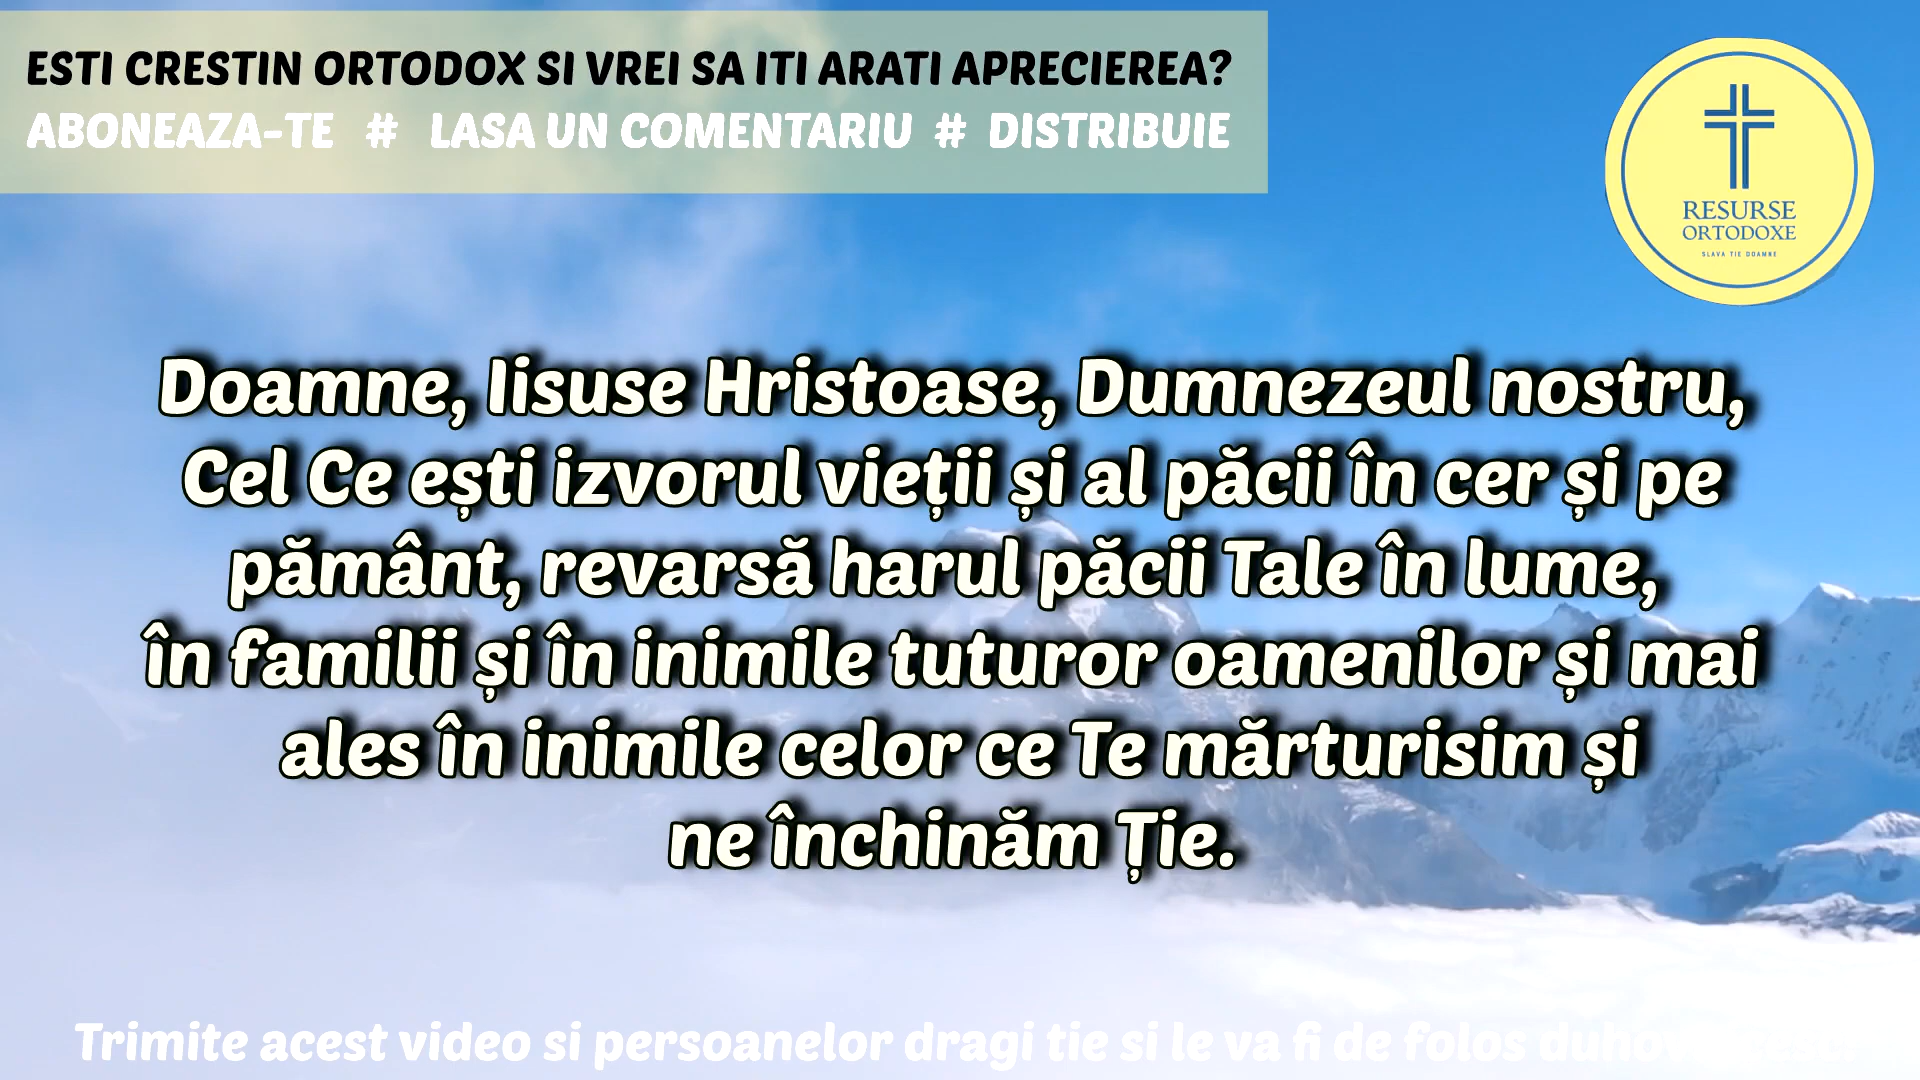 ESTI CRESTIN ORTODOX SI VREI SA ITI ARATI APRECIEREA?
ABONEAZA-TE # LASA UN COMENTARIU # DISTRIBUIE
RESURSE
ORTODOXE
SLAVA TIE DOAMNE
Doamne, Iisuse Hristoase, Dumnezeul nostru,
Cel Ce ești izvorul vieții și al păcii în cer și pe
pământ, revarsă harul păcii Tale în lume,
în familii și în inimile tuturor oamenilor și mai
ales în inimile celor ce Te mărturisim și
ne închinăm Ție.
Trimite acest video si persoanelor dragi tie si le va fi de folos